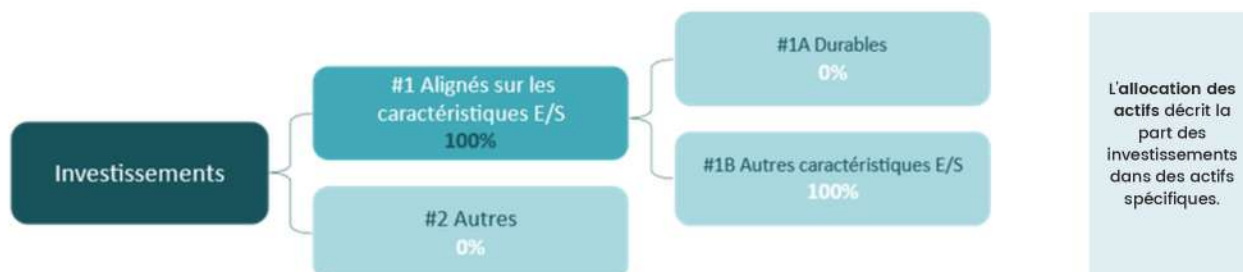 Investissements
#1 Alignés sur les
caractéristiques E/S
100%
#2 Autres
0%
#1A Durables
0%
#1B Autres caractéristiques E/S
100%
L'allocation des
actifs décrit la
part des
investissements
dans des actifs
spécifiques.